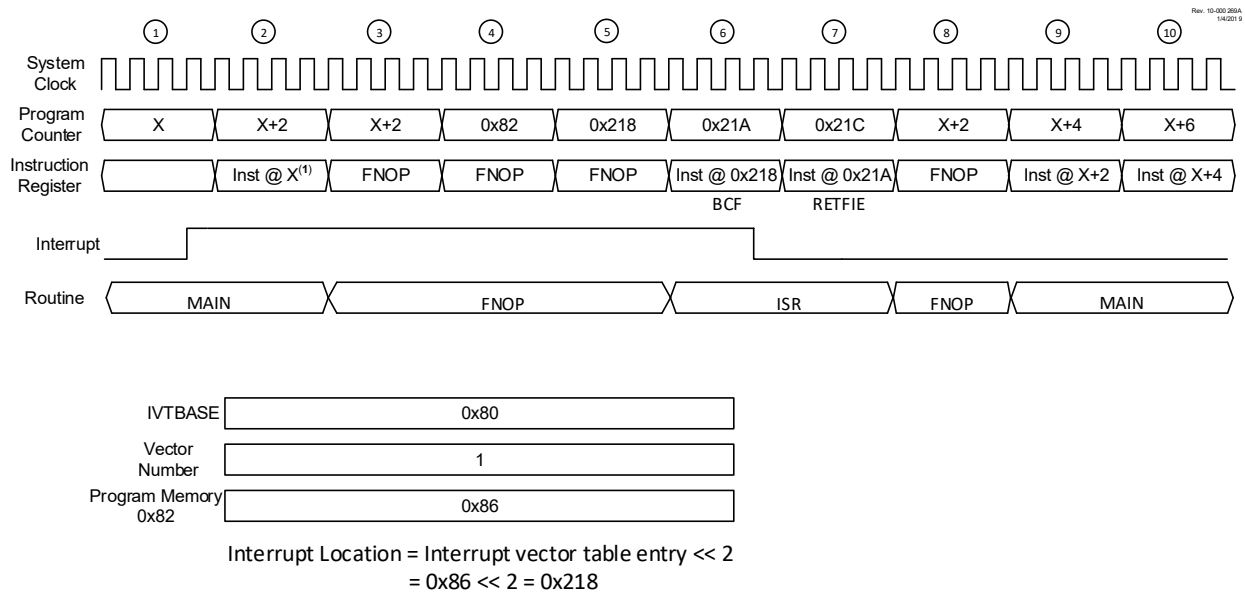 Rev. 10-000 269A
1/4/201 9
1 2 3 4 5 6 7 8 9 10
System
Clock
Program
Counter
X X+2 X+2 0x82 0x218 0x21A 0x21C X+2 X+4 X+6
Instruction
Register
Inst @ X(1) FNOP FNOP FNOP Inst @ 0x218 Inst @ 0x21A FNOP Inst @ X+2 Inst @ X+4
BCF RETFIE
Interrupt
Routine MAIN FNOP ISR FNOP MAIN
IVTBASE 0x80
Vector
Number
1
Program Memory
0x82
0x86
Interrupt Location = Interrupt vector table entry << 2
= 0x86 << 2 = 0x218